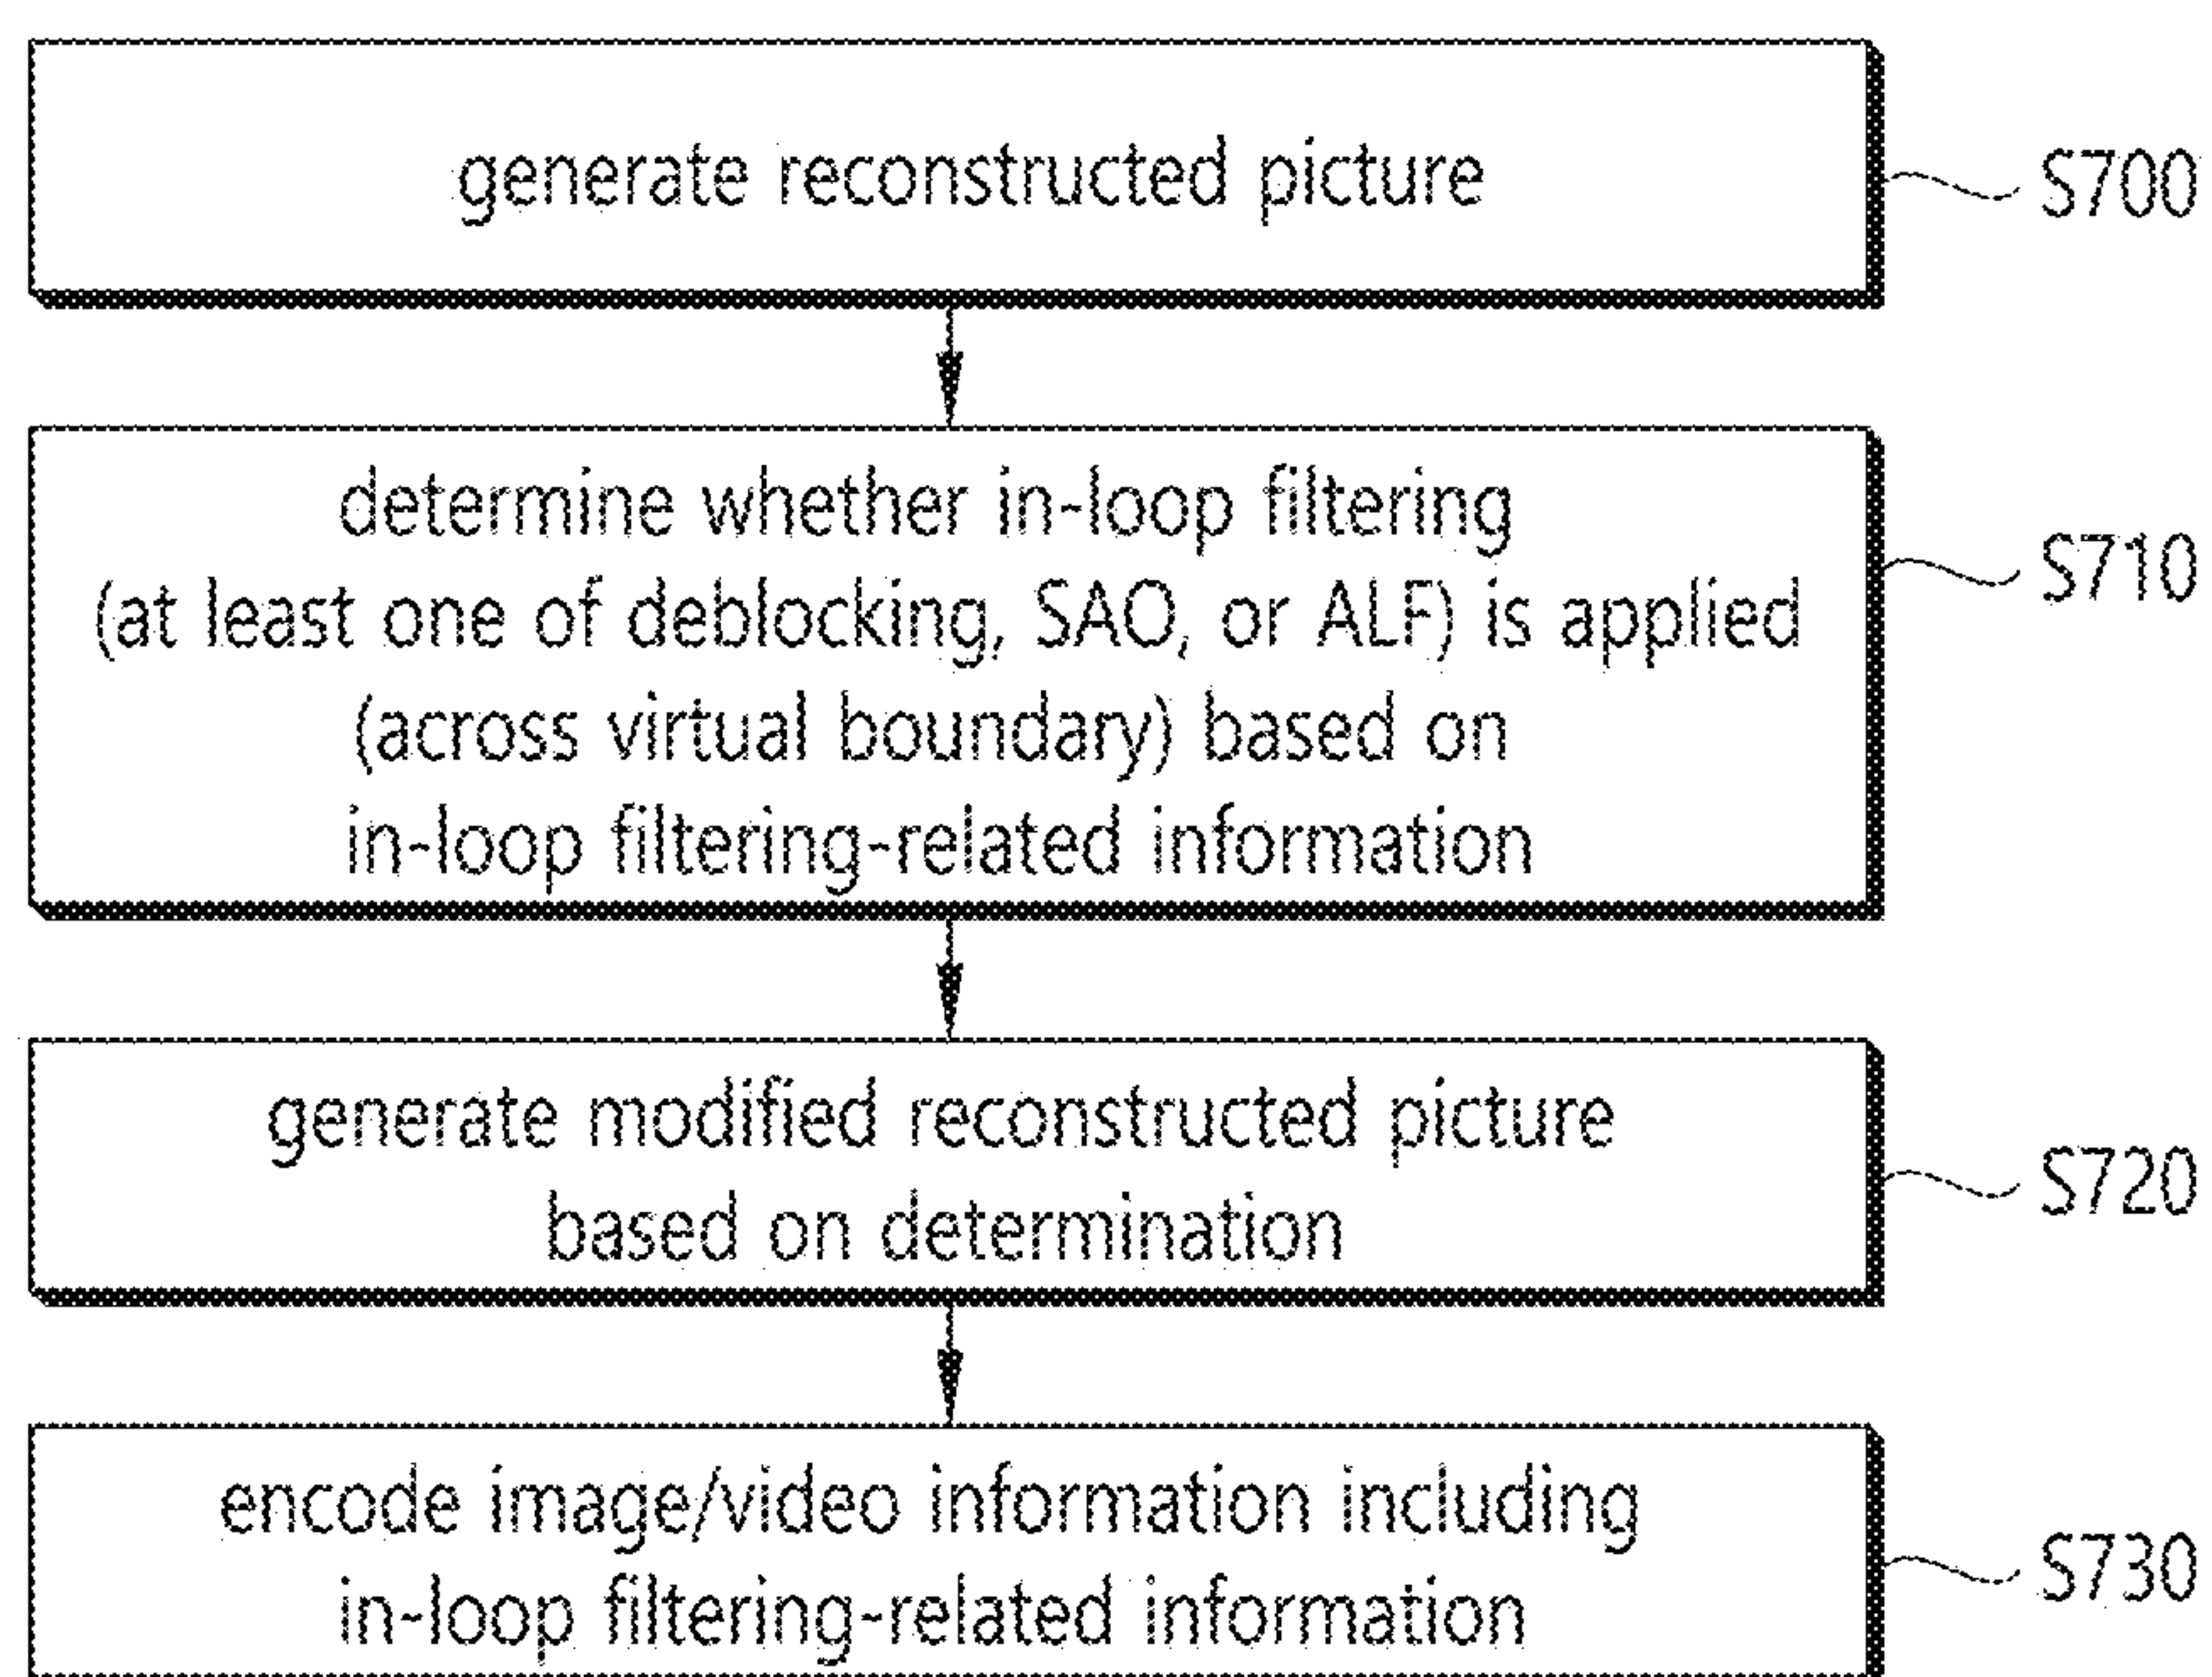 generate reconstructed picture
S700
determine whether in-loop filtering
(at least one of deblocking, SAO, or ALF) is applied
(across virtual boundary) based on
in-loop filtering-related information
S710
generate modified reconstructed picture
based on determination
S720
encode image/video information including
in-loop filtering-related information
S730